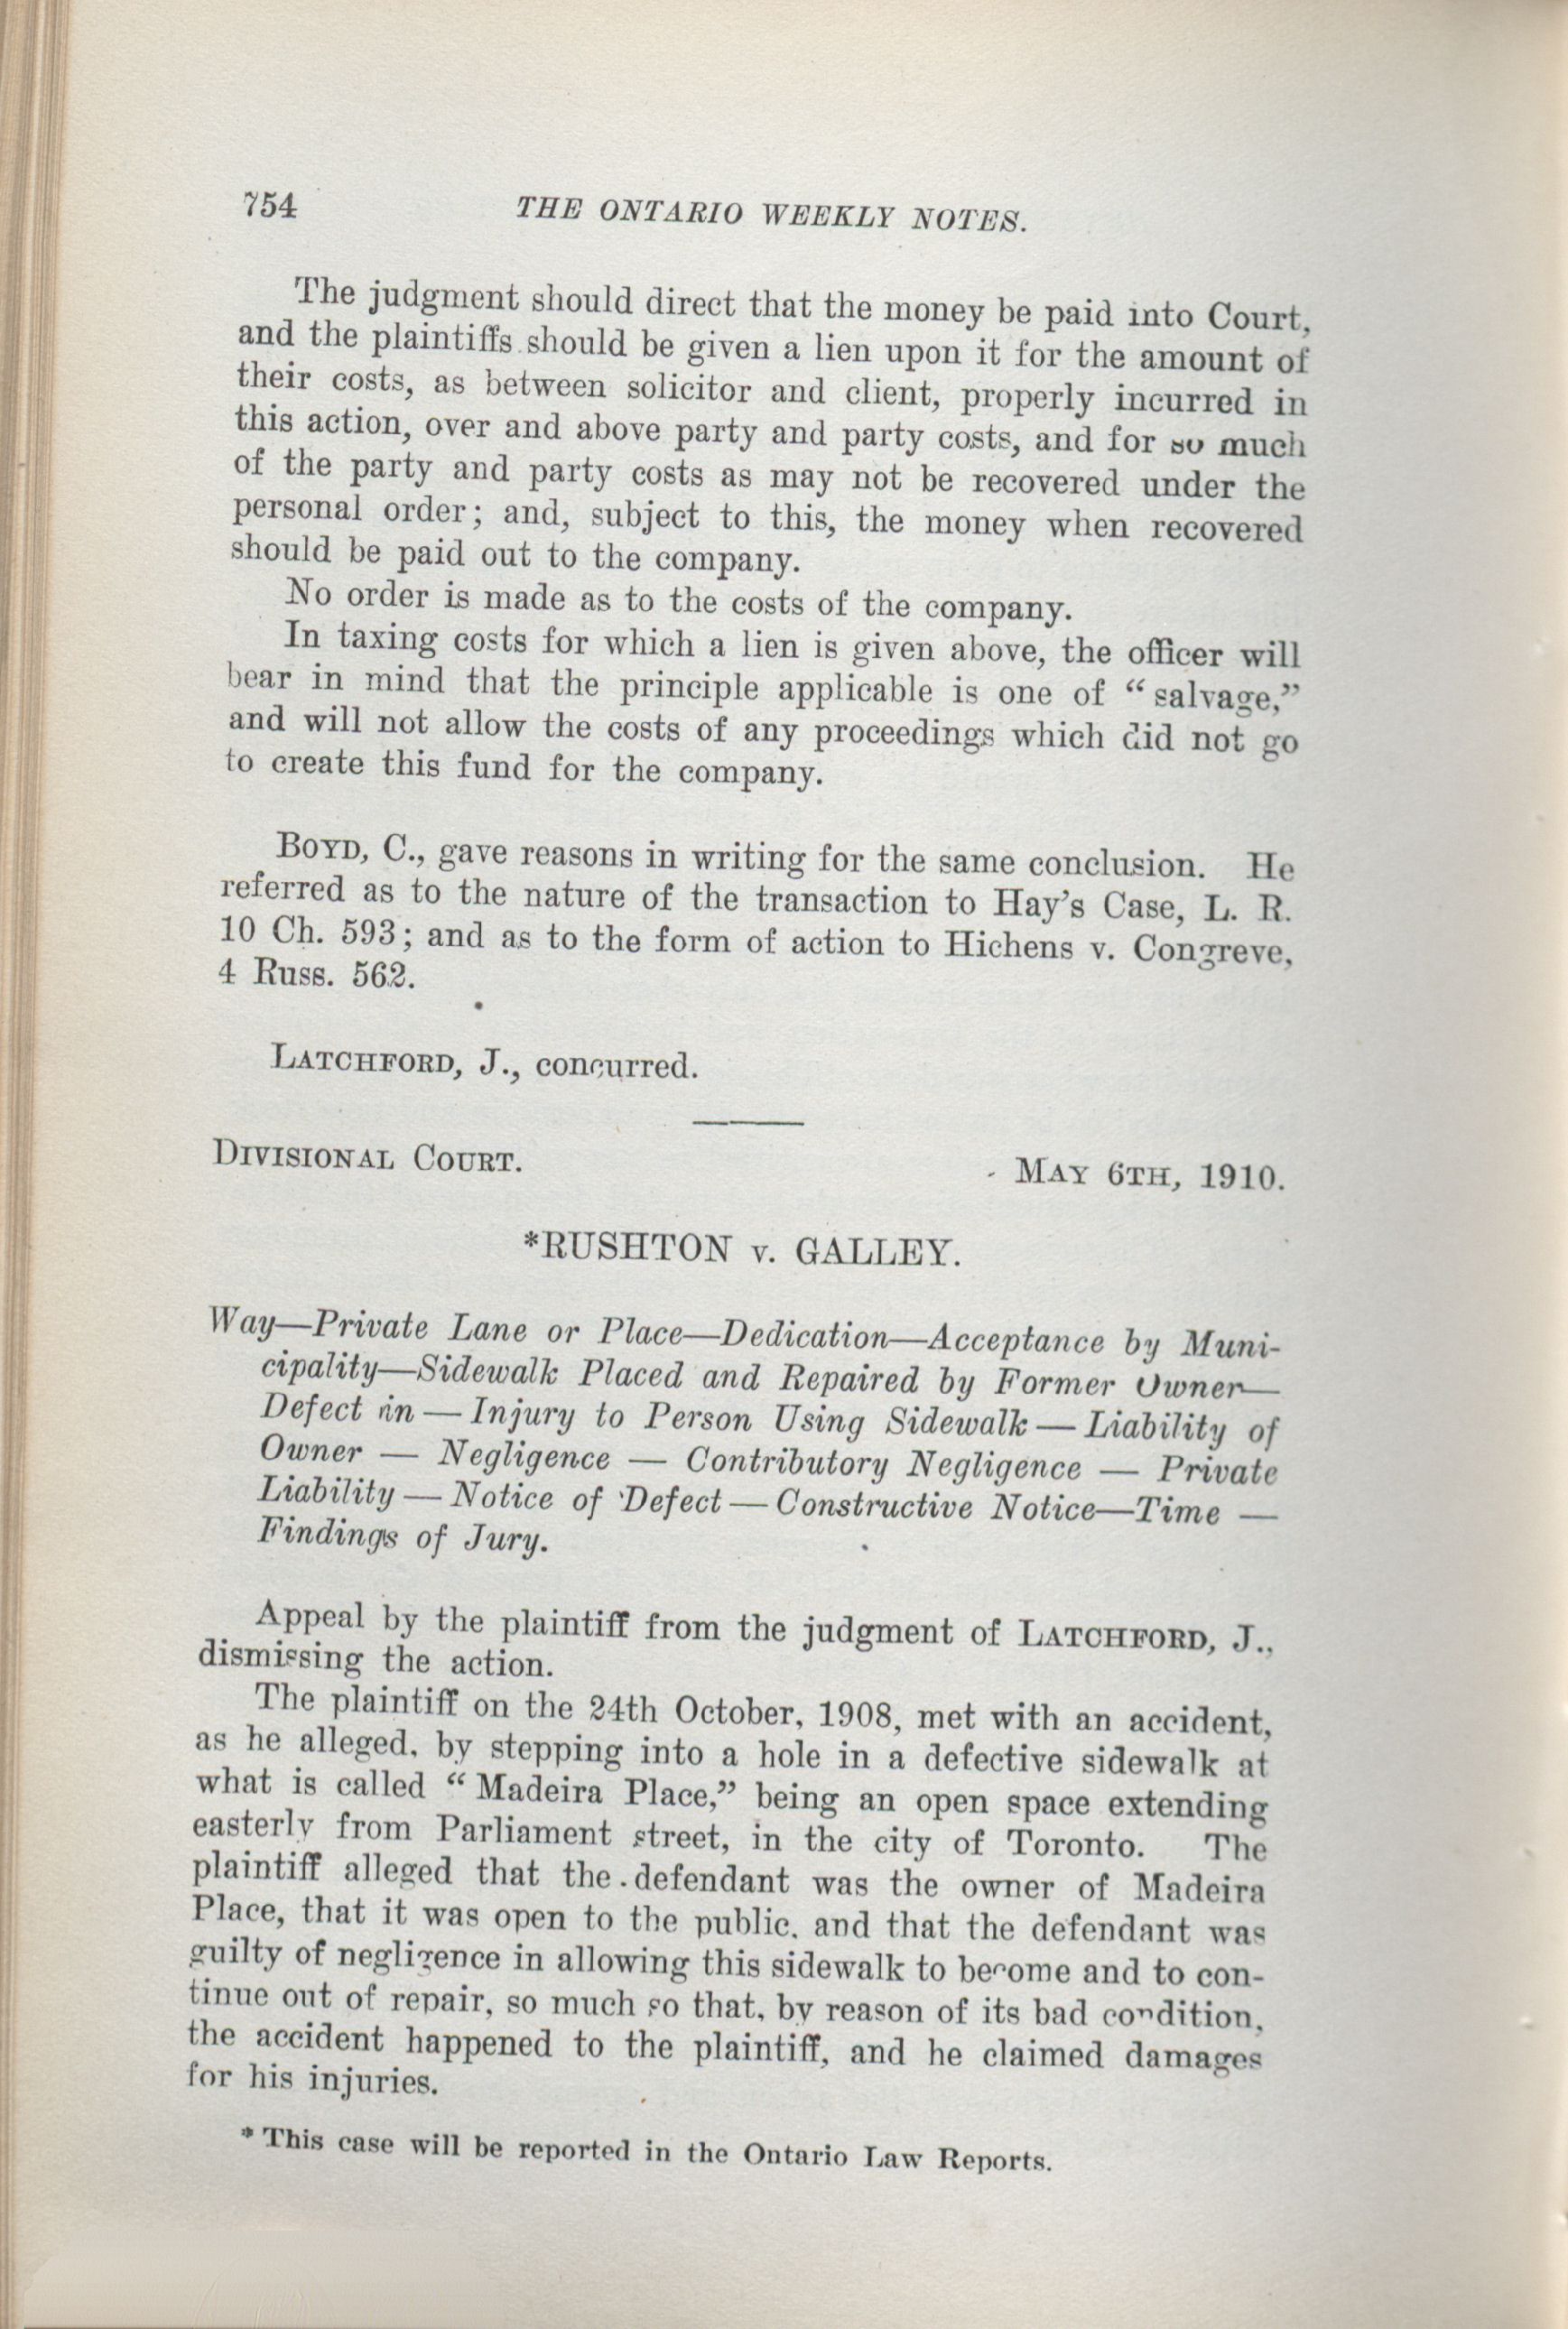 754
THE ONTARIO WEEKLY NOTES.
The judgment should direct that the money be paid into Court,
and the plaintiffs should be given a lien upon it for the amount of
their costs, as between solicitor and client, properly incurred in
this action, over and above party and party costs, and for so much
of the party and party costs as may not be recovered under the
personal order; and, subject to this, the money when recovered
should be paid out to the company.
No order is made as to the costs of the company.
In taxing costs for which a lien is given above, the officer will
bear in mind that the principle applicable is one of "salvage,"
and will not allow the costs of any proceedings which did not go
to create this fund for the company.
BOYD, C., gave reasons in writing for the same conclusion. He
referred as to the nature of the transaction to Hay's Case, L. R.
10 Ch. 593; and as to the form of action to Hichens v. Congreve,
4 Russ. 562.
LATCHFORD, J., concurred.
DIVISIONAL COURT.
MAY 6TH, 1910.
*RUSHTON v. GALLEY.
Way—Private Lane or Place—Dedication—Acceptance by Muni-
cipality—Sidewalk Placed and Repaired by Former Owner—
Defect in — Injury to Person Using Sidewalk — Liability of
Owner — Negligence — Contributory Negligence — Private
Liability — Notice of Defect — Constructive Notice—Time —
Findings of Jury.
Appeal by the plaintiff from the judgment of LATCHFORD, J.,
dismissing the action.
The plaintiff on the 24th October, 1908, met with an accident,
as he alleged, by stepping into a hole in a defective sidewalk at
what is called "Madeira Place," being an open space extending
easterly from Parliament street, in the city of Toronto. The
plaintiff alleged that the defendant was the owner of Madeira
Place, that it was open to the public, and that the defendant was
guilty of negligence in allowing this sidewalk to become and to con-
tinue out of repair, so much so that, by reason of its bad condition,
the accident happened to the plaintiff, and he claimed damages
for his injuries.
* This case will be reported in the Ontario Law Reports.